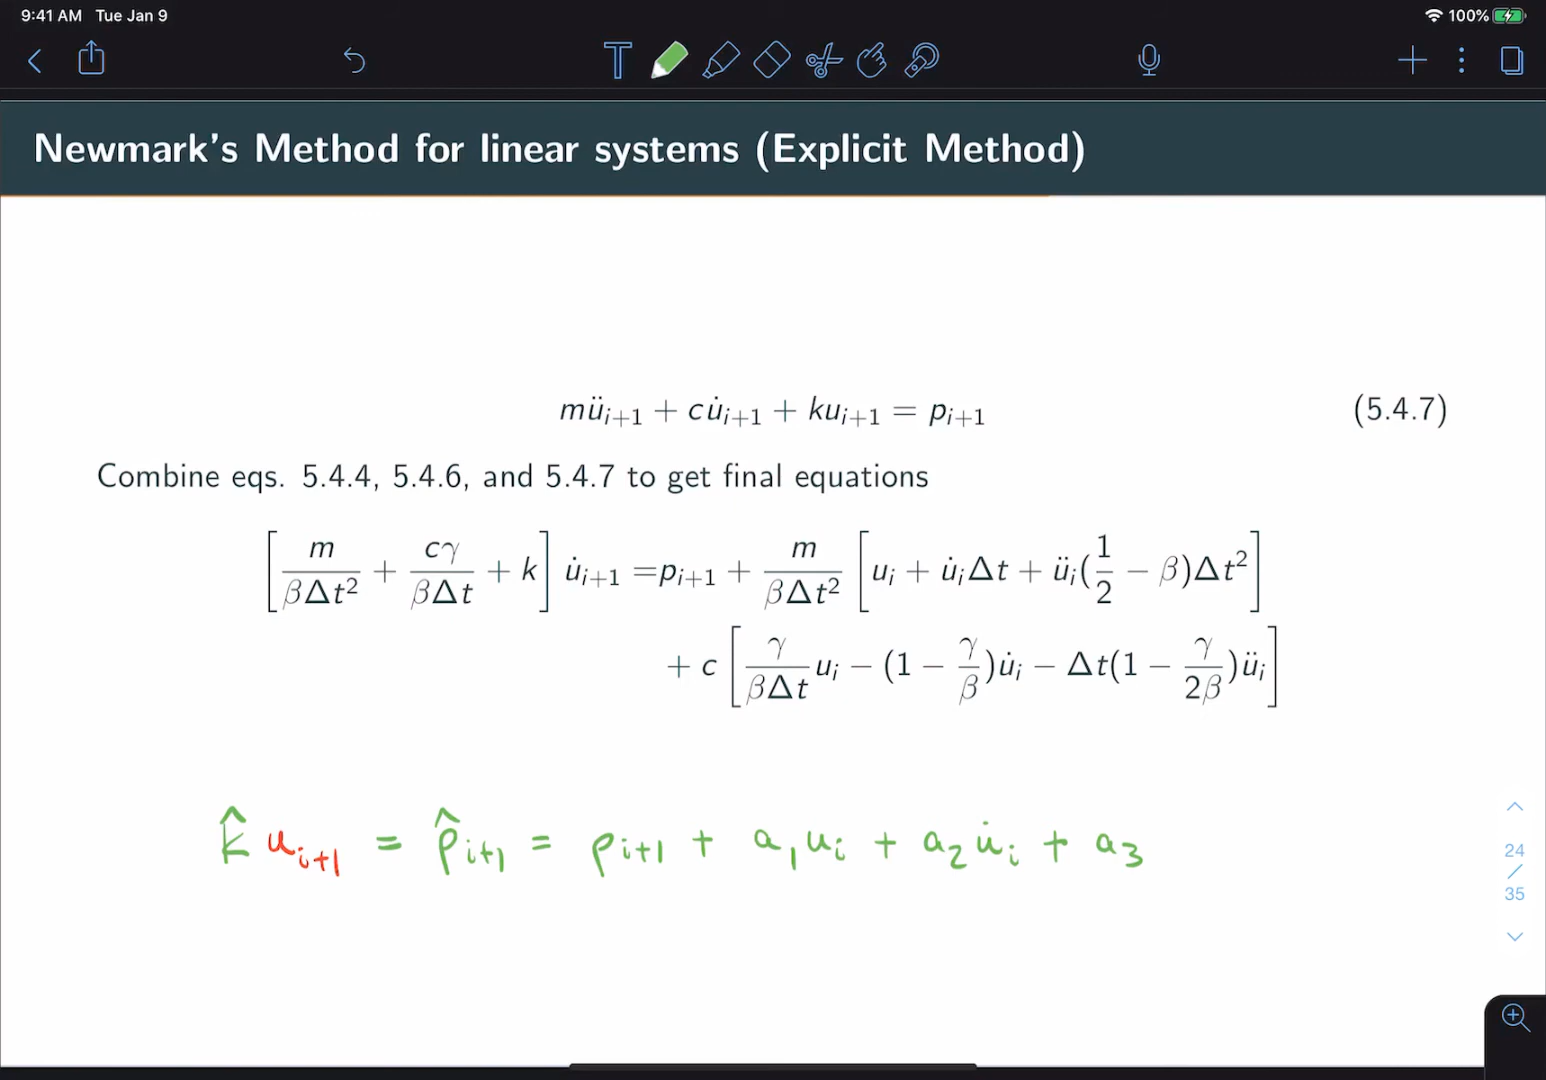 9:41 AM Tue Jan 9 100%
T
Newmark's Method for linear systems (Explicit Method)
mü_{i+1} + cu̇_{i+1} + ku_{i+1} = p_{i+1} (5.4.7)
Combine eqs. 5.4.4, 5.4.6, and 5.4.7 to get final equations
[m/(βΔt²) + cγ/(βΔt) + k] u̇_{i+1} = p_{i+1} + m/(βΔt²) [u_i + u̇_iΔt + ü_i(1/2 − β)Δt²]
+ c [γ/(βΔt) u_i − (1 − γ/β)u̇_i − Δt(1 − γ/(2β))ü_i]
k̂ u_{i+1} = p̂_{i+1} = p_{i+1} + a_1u_i + a_2u̇_i + a_3
24
/
35